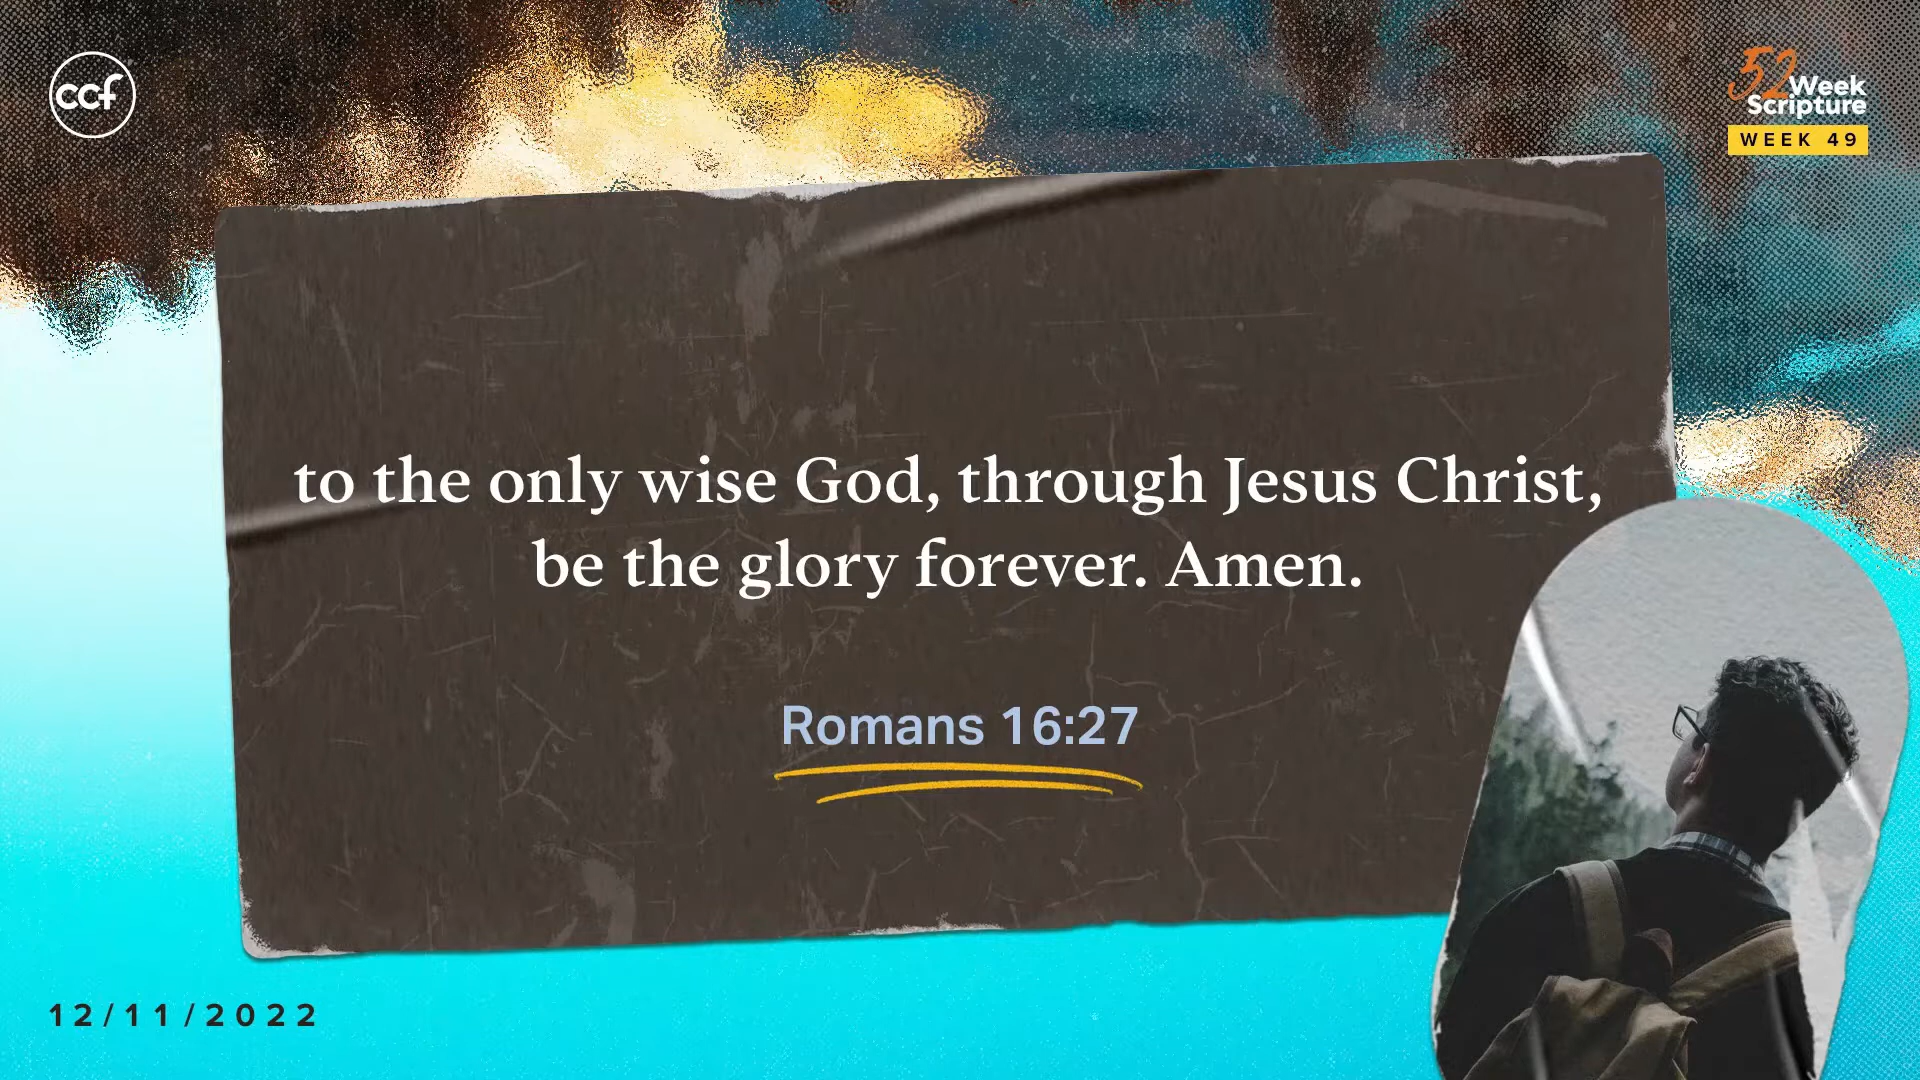 ccf
52 Week
Scripture
WEEK 49
to the only wise God, through Jesus Christ,
be the glory forever. Amen.
Romans 16:27
12/11/2022